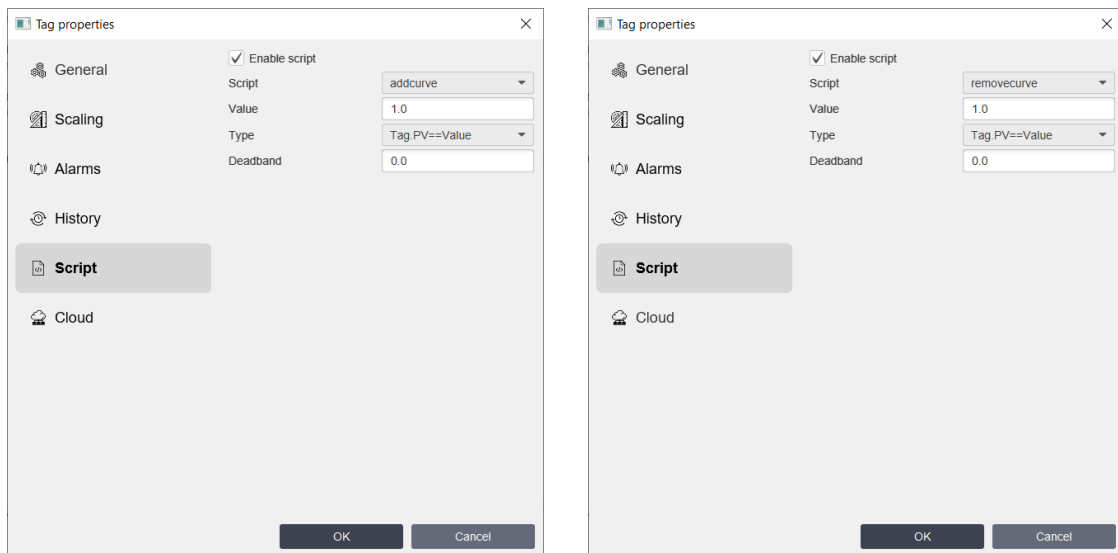 Tag properties
General
Scaling
Alarms
History
Script
Cloud
Enable script
Script addcurve
Value 1.0
Type Tag.PV==Value
Deadband 0.0
OK Cancel
Tag properties
General
Scaling
Alarms
History
Script
Cloud
Enable script
Script removecurve
Value 1.0
Type Tag.PV==Value
Deadband 0.0
OK Cancel